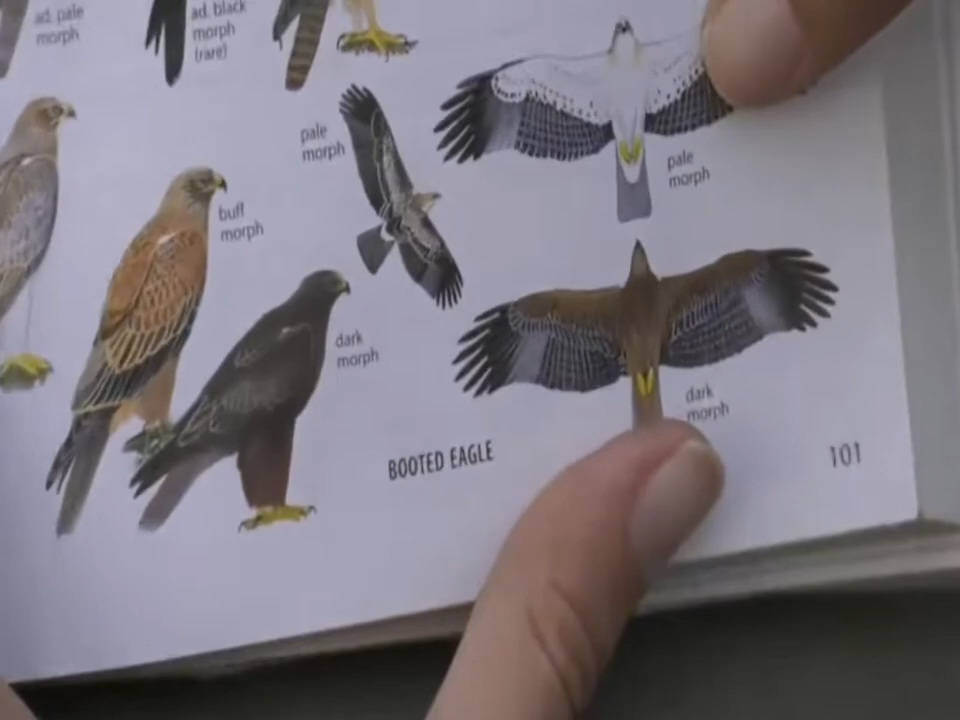 ad. pale
morph
ad. black
morph
(rare)
pale
morph
pale
morph
buff
morph
dark
morph
dark
morph
BOOTED EAGLE
101